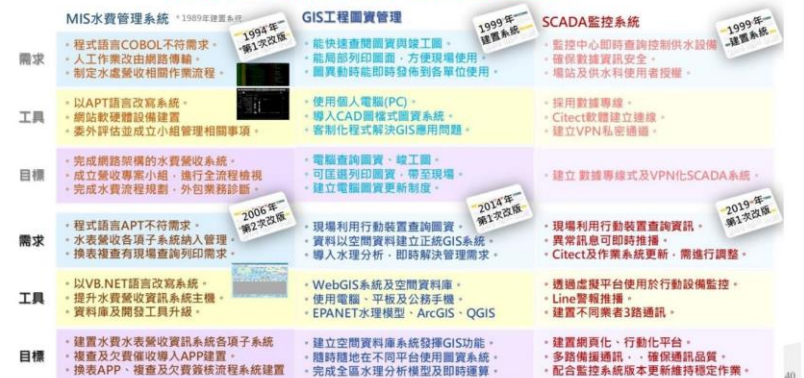 MIS水費管理系統 *1989年建置系統
GIS工程圖資管理
SCADA監控系統
1994年
第1次改版
1999年
建置系統
1999年
建置系統
需求
・程式語言COBOL不符需求。
・人工作業改由網路傳輸。
・制定水處營收相關作業流程。
・能快速查閱圖資與竣工圖。
・能局部列印圖面,方便現場使用。
・圖異動時能即時發佈到各單位使用。
・監控中心即時查詢控制供水設備
・確保數據資訊安全。
・場站及供水科使用者授權。
工具
・以APT語言改寫系統。
・網站軟硬體設備建置
・委外評估並成立小組管理相關事項。
・使用個人電腦(PC)。
・導入CAD圖檔式圖資系統。
・客制化程式解決GIS應用問題。
・採用數據專線。
・Citect軟體建立連線。
・建立VPN私密通道。
目標
・完成網路架構的水費營收系統。
・成立營收專案小組,進行全流程檢視
・完成水費流程規劃,外包業務診斷。
・電腦查詢圖資、竣工圖。
・可匡選列印圖資,帶至現場。
・建立電腦圖資更新制度。
・建立 數據專線式及VPN化SCADA系統。
2006年
第2次改版
2014年
第1次改版
2019年
第1次改版
需求
・程式語言APT不符需求。
・水表營收各項子系統納入管理。
・換表複查有現場查詢列印需求。
・現場利用行動裝置查詢圖資。
・資料以空間資料建立正統GIS系統。
・導入水理分析,即時解決管理需求。
・現場利用行動裝置查詢資訊。
・異常訊息可即時推播。
・Citect及作業系統更新,需進行調整。
工具
・以VB.NET語言改寫系統。
・提升水費營收資訊系統主機。
・資料庫及開發工具升級。
・WebGIS系統及空間資料庫。
・使用電腦、平板及公務手機。
・EPANET水理模型、ArcGIS、QGIS
・透過虛擬平台使用於行動設備監控。
・Line警報推播。
・建置不同業者3路通訊。
目標
・建置水費水表營收資訊系統各項子系統
・複查及欠費催收導入APP建置。
・換表APP、複查及欠費簽核流程系統建置
・建立空間資料庫系統發揮GIS功能。
・隨時隨地在不同平台使用圖資系統。
・完成全區水理分析模型及即時運算。
・建置網頁化、行動化平台。
・多路備援通訊,、確保通訊品質。
・配合監控系統版本更新維持穩定作業。
40